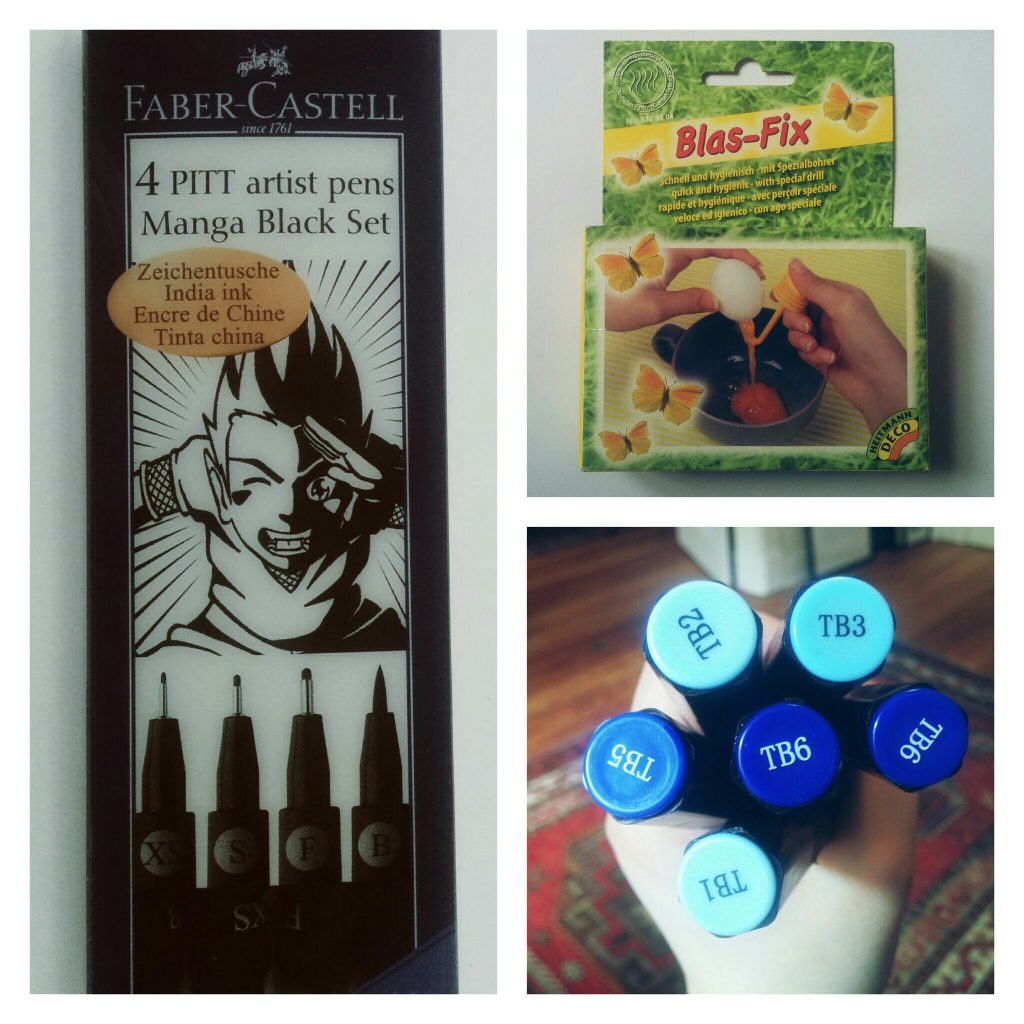 FABER-CASTELL
since 1761
4 PITT artist pens
Manga Black Set
Zeichentusche
India ink
Encre de Chine
Tinta china
XS
S
F
B
XS
Blas-Fix
schnell und hygienisch · mit Spezialbohrer
quick and hygienic · with special drill
rapide et hygiénique · avec perçoir spéciale
veloce ed igienico · con ago speciale
HEITMANN
DECO
TB2
TB3
TB5
TB6
TB6
TB1